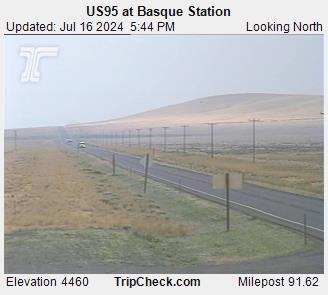 US95 at Basque Station
Updated: Jul 16 2024 5:44 PM Looking North
Elevation 4460 TripCheck.com Milepost 91.62